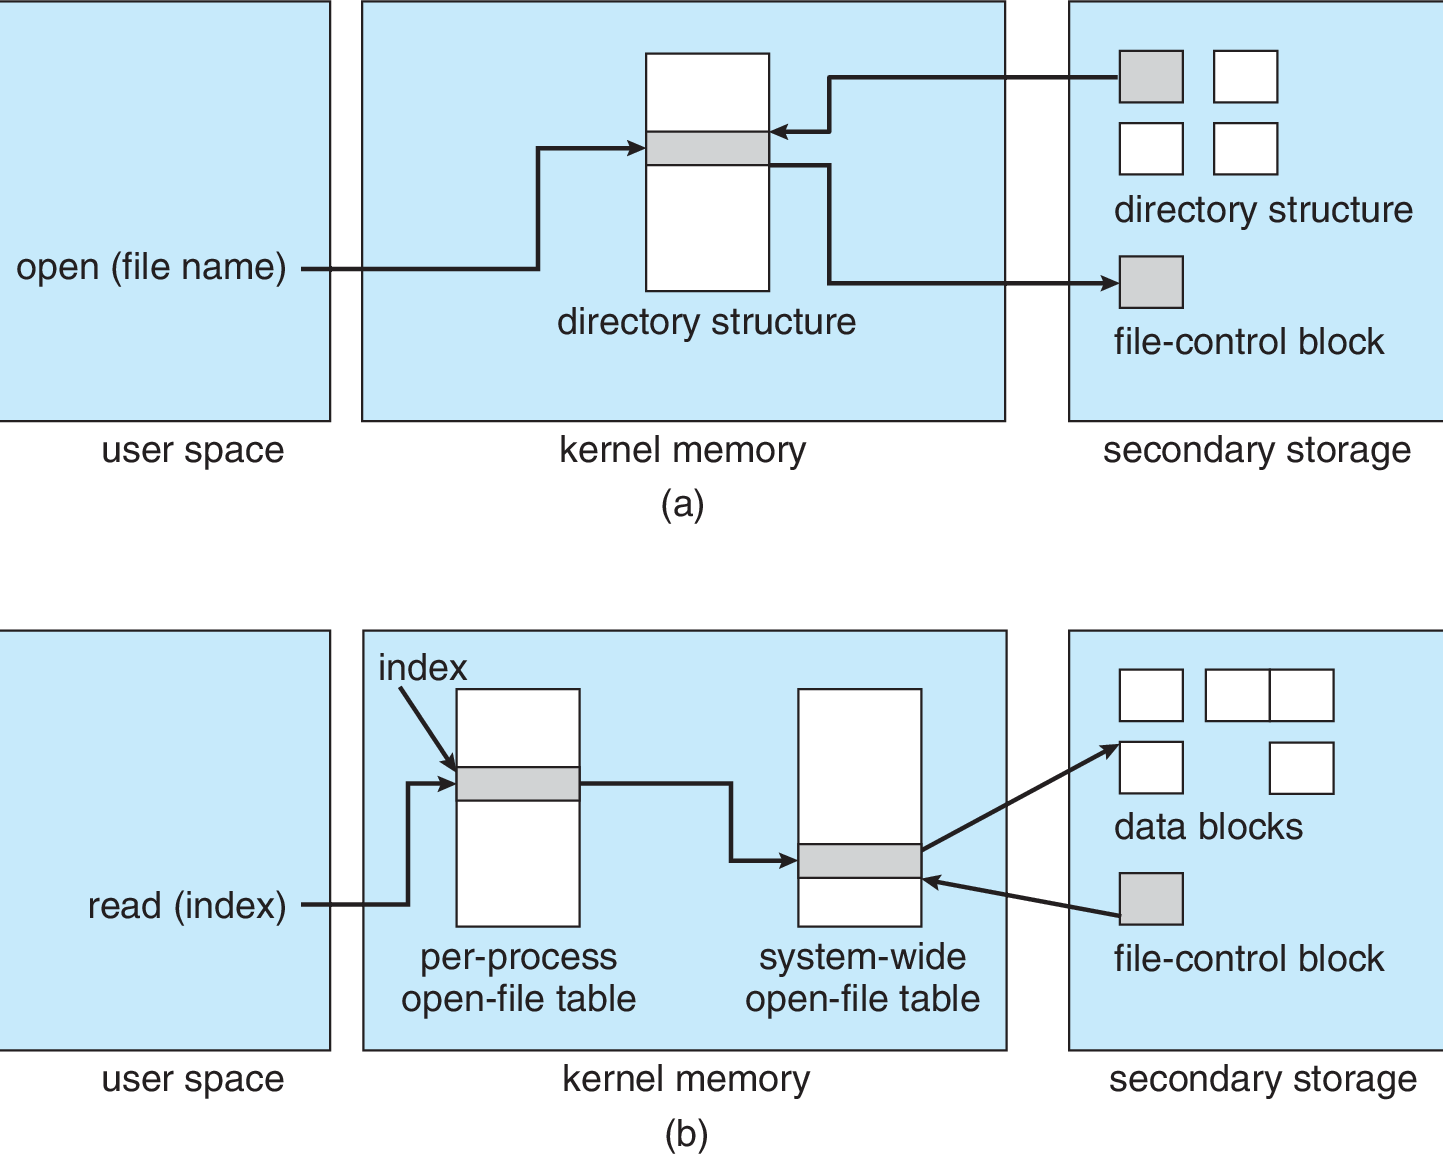 open (file name)
directory structure
directory structure
file-control block
user space
kernel memory
secondary storage
(a)
index
read (index)
per-process
open-file table
system-wide
open-file table
data blocks
file-control block
user space
kernel memory
secondary storage
(b)